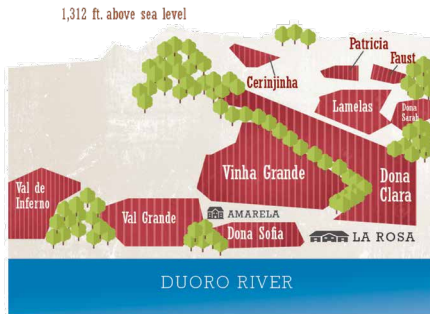 1,312 ft. above sea level
Patricia
Faust
Cerinjinha
Lamelas
Dona
Sarah
Vinha Grande
Dona
Clara
Val de
Inferno
Val Grande
AMARELA
Dona Sofia
LA ROSA
DUORO RIVER